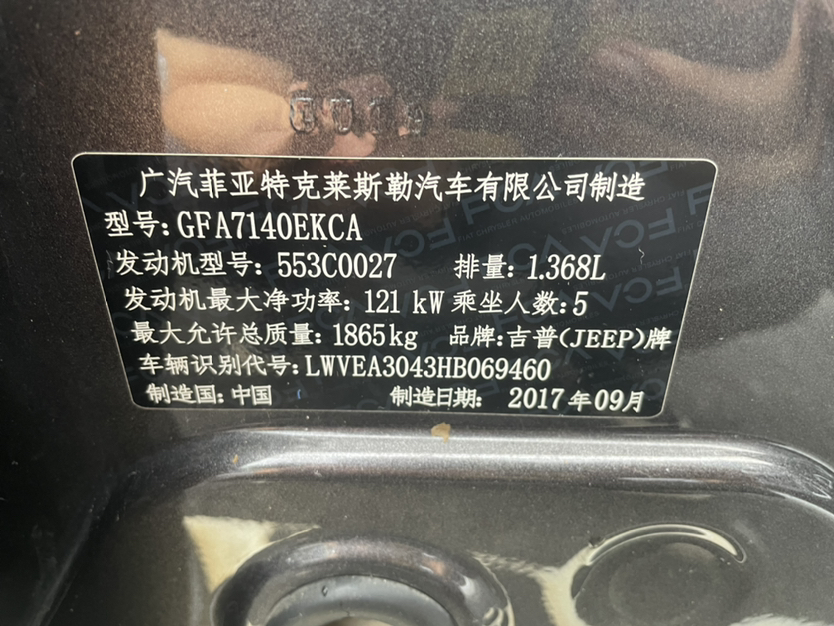 广汽菲亚特克莱斯勒汽车有限公司制造
型号: GFA7140EKCA
发动机型号: 553C0027 排量: 1.368L
发动机最大净功率: 121 kW 乘坐人数: 5
最大允许总质量: 1865kg 品牌: 吉普(JEEP)牌
车辆识别代号: LWVEA3043HB069460
制造国: 中国 制造日期: 2017年09月